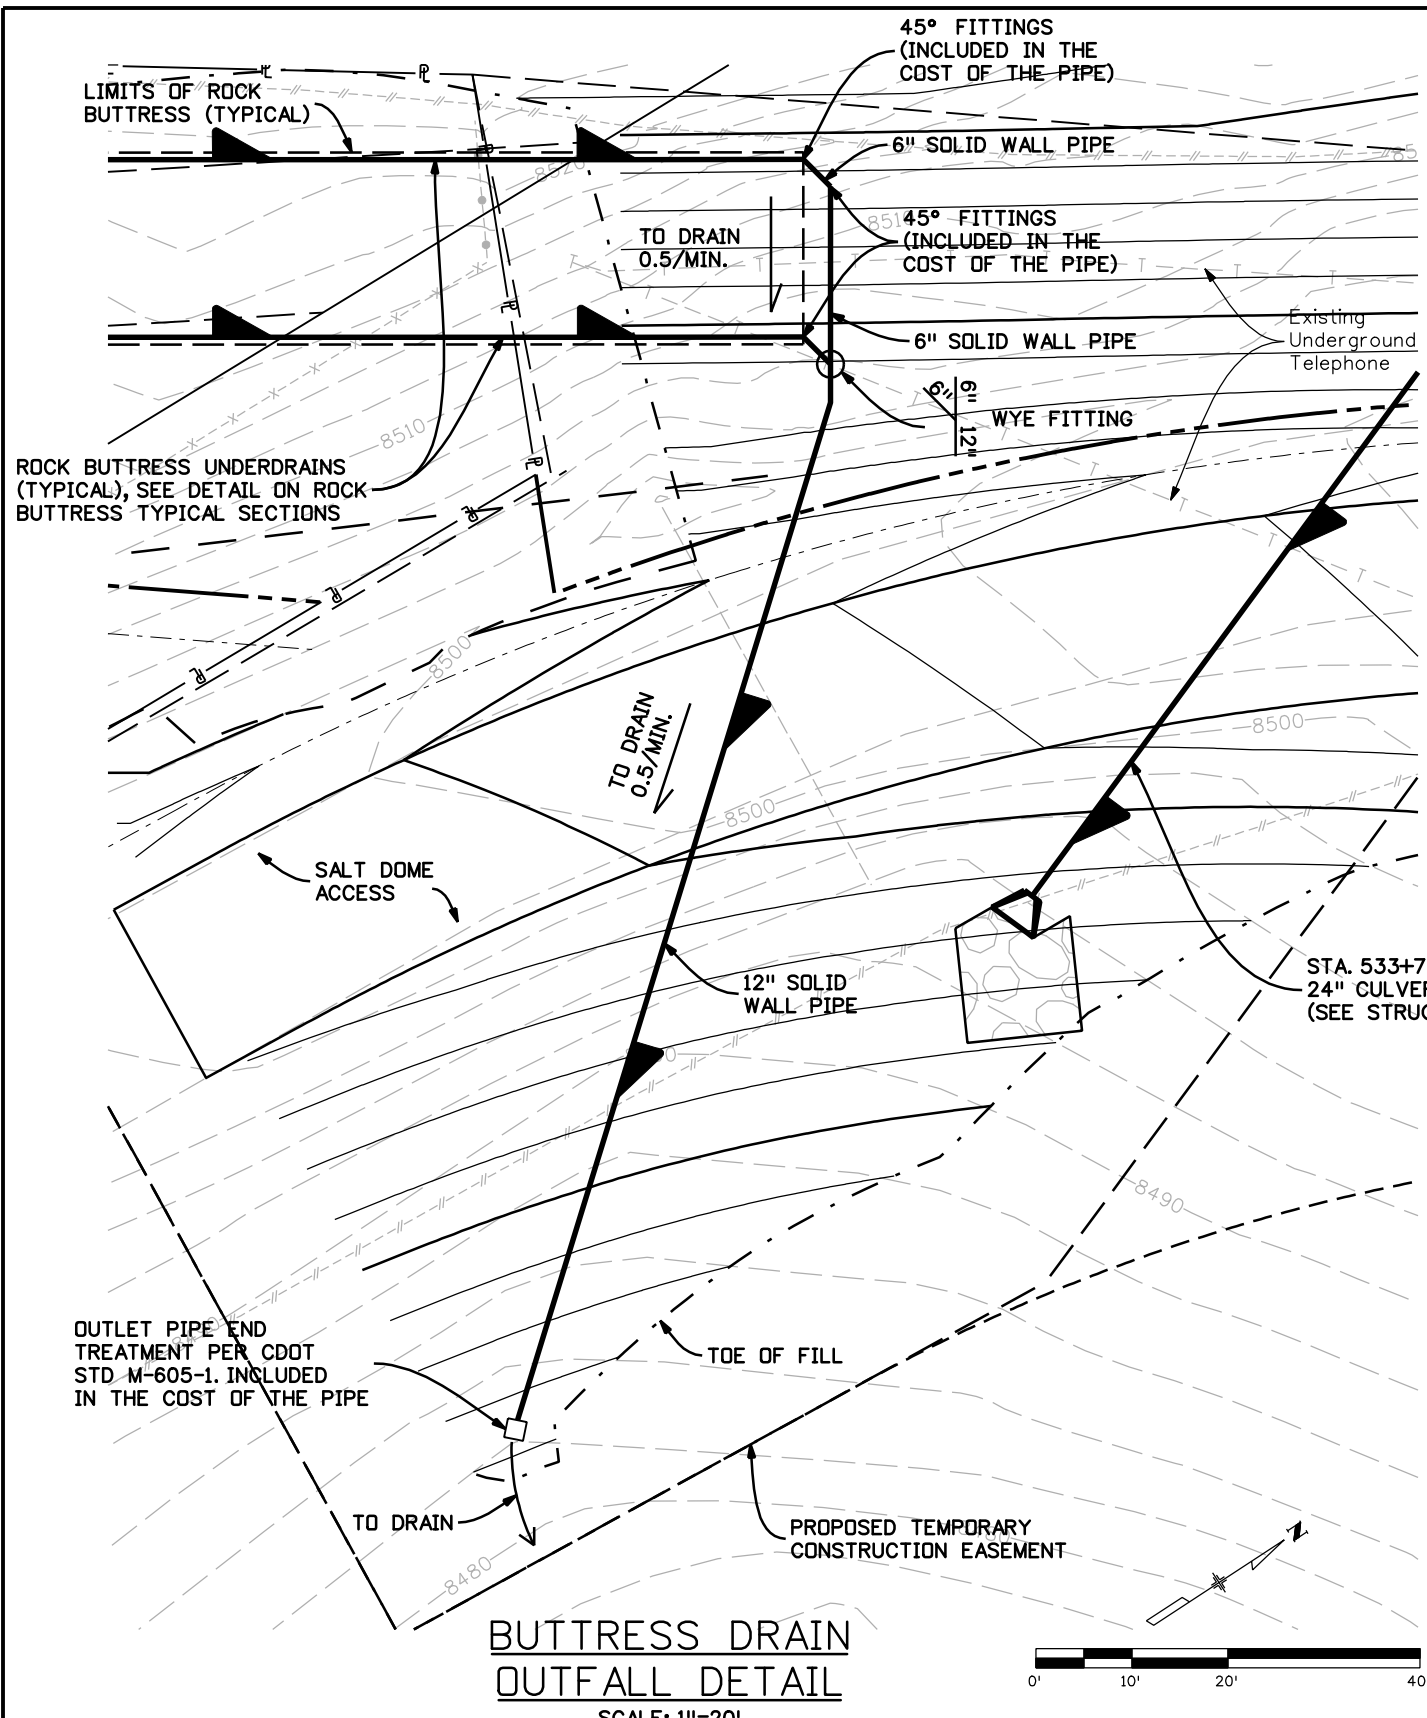 45° FITTINGS
(INCLUDED IN THE
COST OF THE PIPE)
LIMITS OF ROCK
BUTTRESS (TYPICAL)
6" SOLID WALL PIPE
8520
8510
45° FITTINGS
(INCLUDED IN THE
COST OF THE PIPE)
TO DRAIN
0.5/MIN.
Existing
Underground
Telephone
6" SOLID WALL PIPE
6"
6"
12"
WYE FITTING
8510
ROCK BUTTRESS UNDERDRAINS
(TYPICAL), SEE DETAIL ON ROCK
BUTTRESS TYPICAL SECTIONS
8500
TO DRAIN
0.5/MIN.
8500
8500
SALT DOME
ACCESS
12" SOLID
WALL PIPE
STA. 533+7
24" CULVE
(SEE STRU
8490
OUTLET PIPE END
TREATMENT PER CDOT
STD M-605-1. INCLUDED
IN THE COST OF THE PIPE
TOE OF FILL
TO DRAIN
PROPOSED TEMPORARY
CONSTRUCTION EASEMENT
8480
N
BUTTRESS DRAIN
OUTFALL DETAIL
0'
10'
20'
40